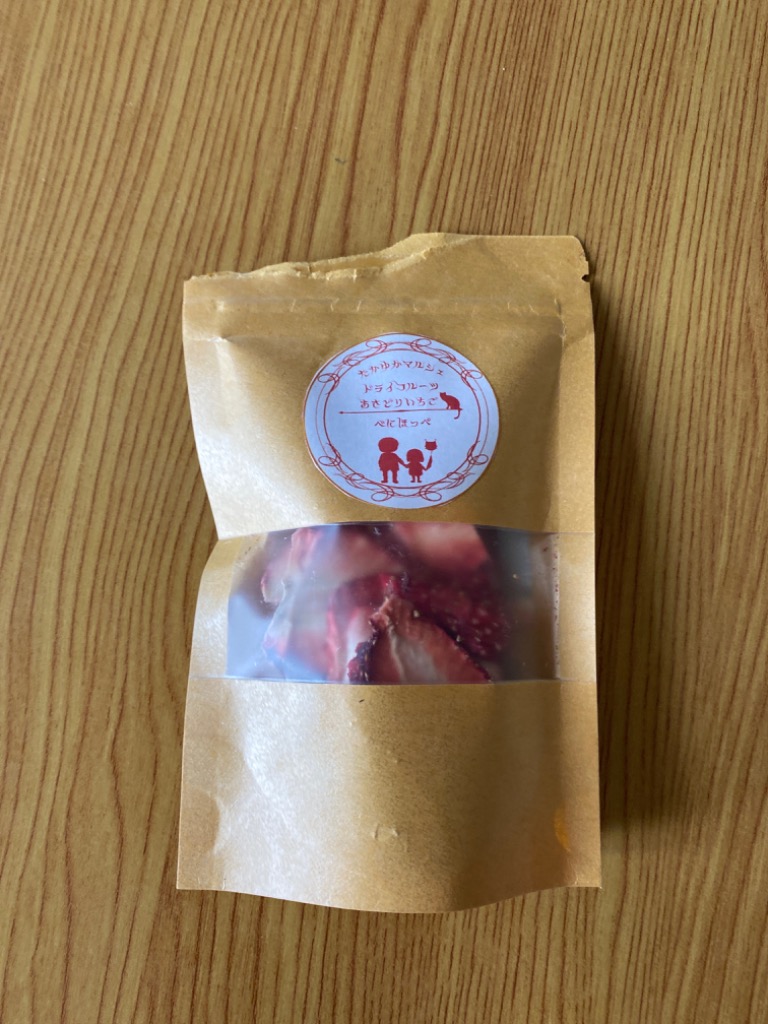 たかゆかマルシェ
ドライフルーツ
あさどりいちご
べにほっぺ